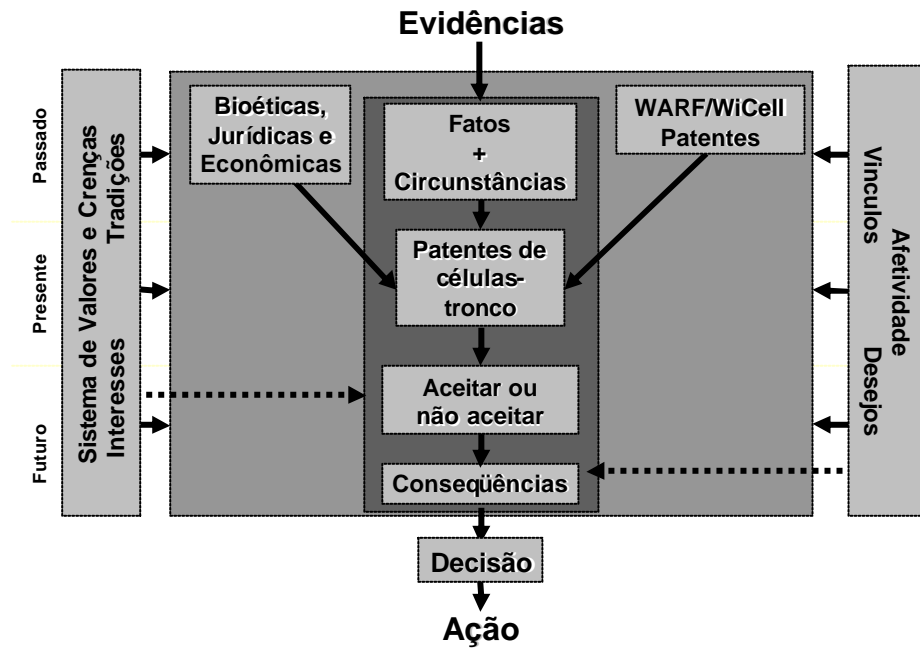 Evidências
Passado
Presente
Futuro
Sistema de Valores e Crenças
Tradições
Interesses
Bioéticas,
Jurídicas e
Econômicas
Fatos
+
Circunstâncias
WARF/WiCell
Patentes
Patentes de
células-
tronco
Aceitar ou
não aceitar
Conseqüências
Vinculos
Desejos
Afetividade
Decisão
Ação